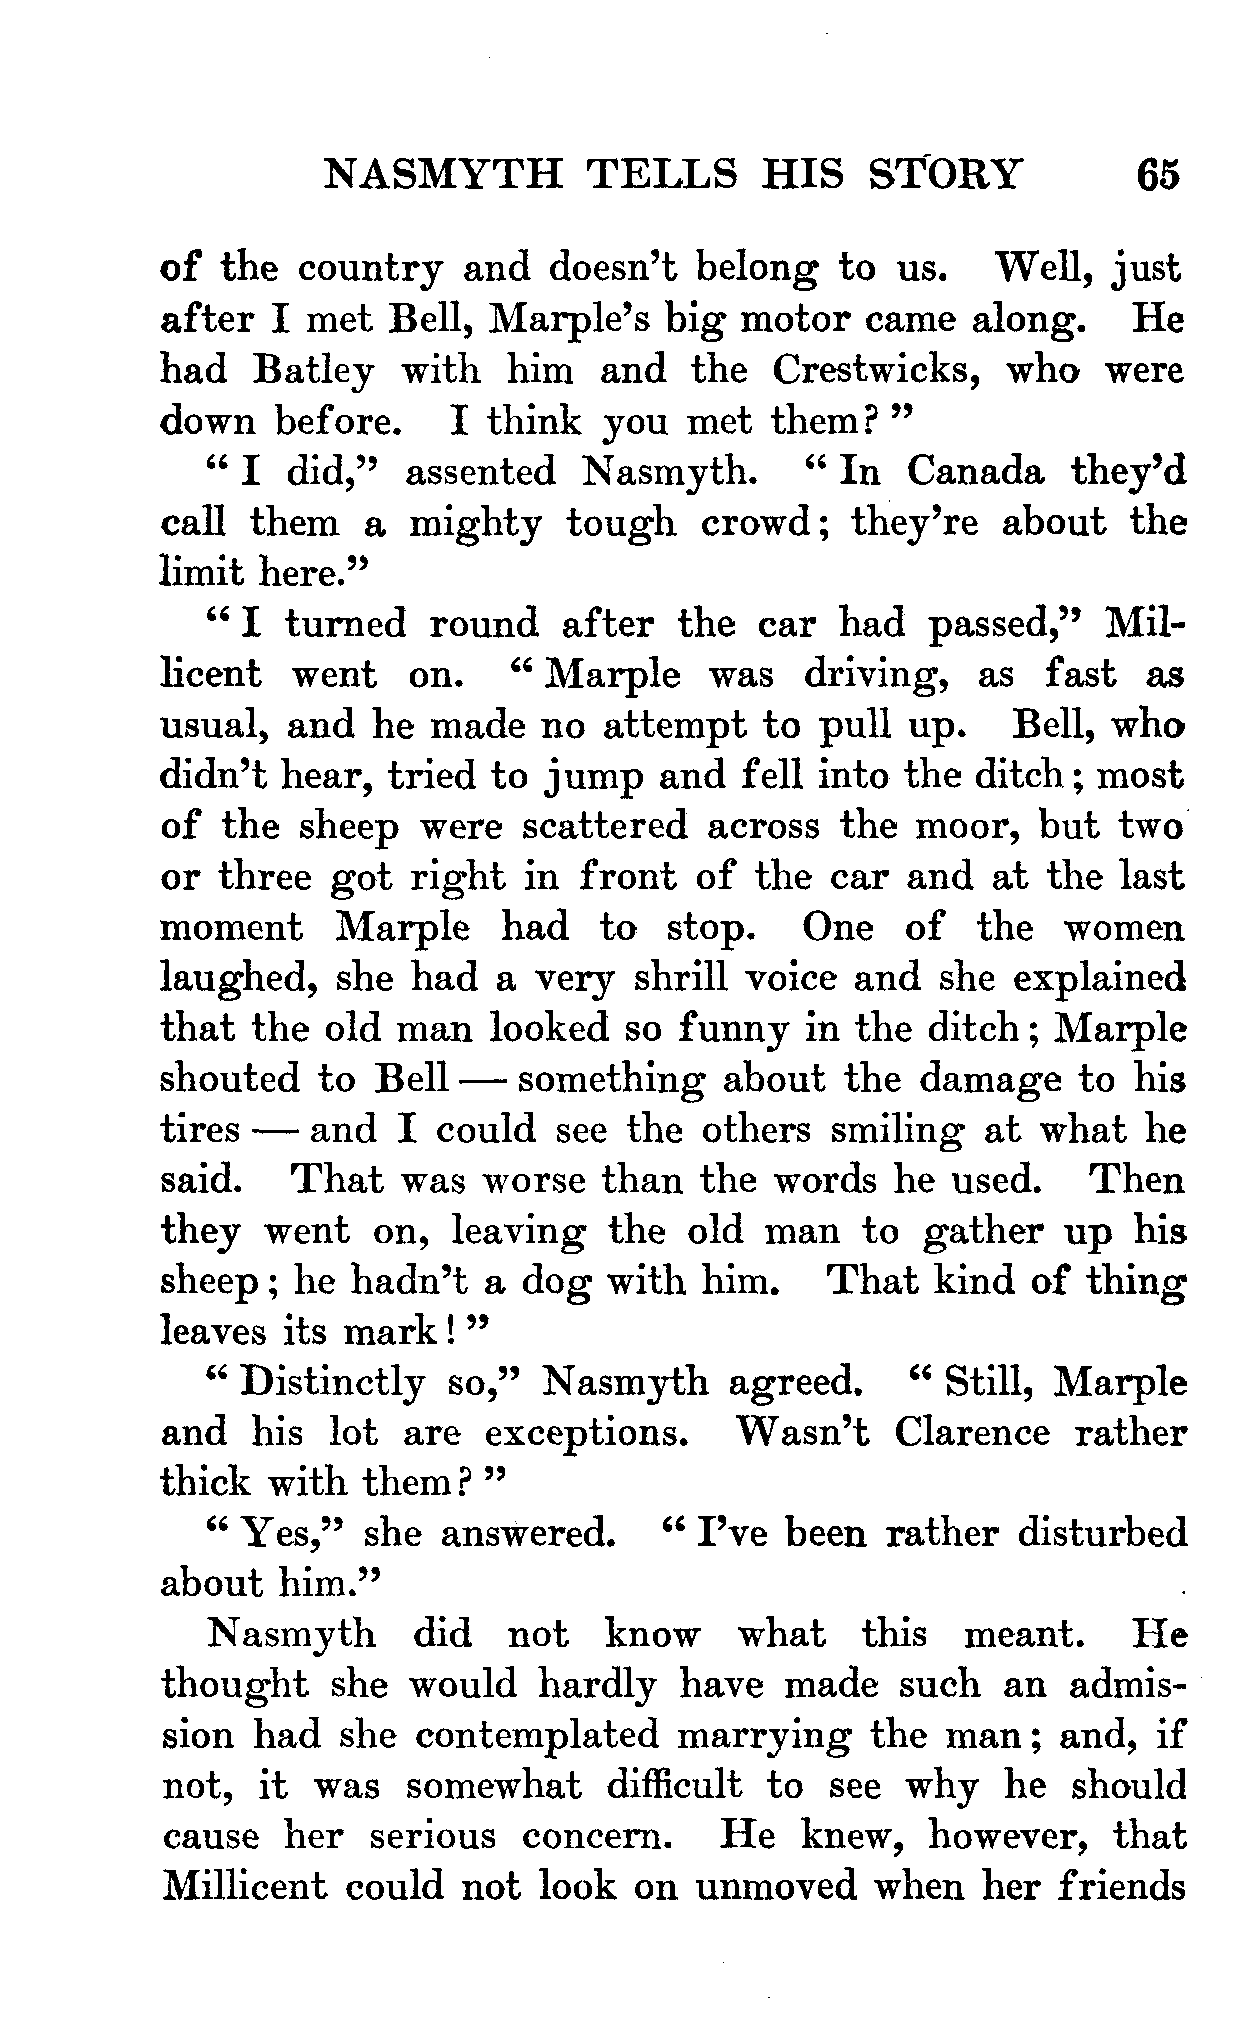 NASMYTH TELLS HIS STORY 65
of the country and doesn't belong to us. Well, just
after I met Bell, Marple's big motor came along. He
had Batley with him and the Crestwicks, who were
down before. I think you met them? "
" I did," assented Nasmyth. " In Canada they'd
call them a mighty tough crowd; they're about the
limit here."
" I turned round after the car had passed," Mil-
licent went on. " Marple was driving, as fast as
usual, and he made no attempt to pull up. Bell, who
didn't hear, tried to jump and fell into the ditch; most
of the sheep were scattered across the moor, but two
or three got right in front of the car and at the last
moment Marple had to stop. One of the women
laughed, she had a very shrill voice and she explained
that the old man looked so funny in the ditch; Marple
shouted to Bell — something about the damage to his
tires — and I could see the others smiling at what he
said. That was worse than the words he used. Then
they went on, leaving the old man to gather up his
sheep; he hadn't a dog with him. That kind of thing
leaves its mark! "
" Distinctly so," Nasmyth agreed. " Still, Marple
and his lot are exceptions. Wasn't Clarence rather
thick with them? "
" Yes," she answered. " I've been rather disturbed
about him."
Nasmyth did not know what this meant. He
thought she would hardly have made such an admis-
sion had she contemplated marrying the man; and, if
not, it was somewhat difficult to see why he should
cause her serious concern. He knew, however, that
Millicent could not look on unmoved when her friends